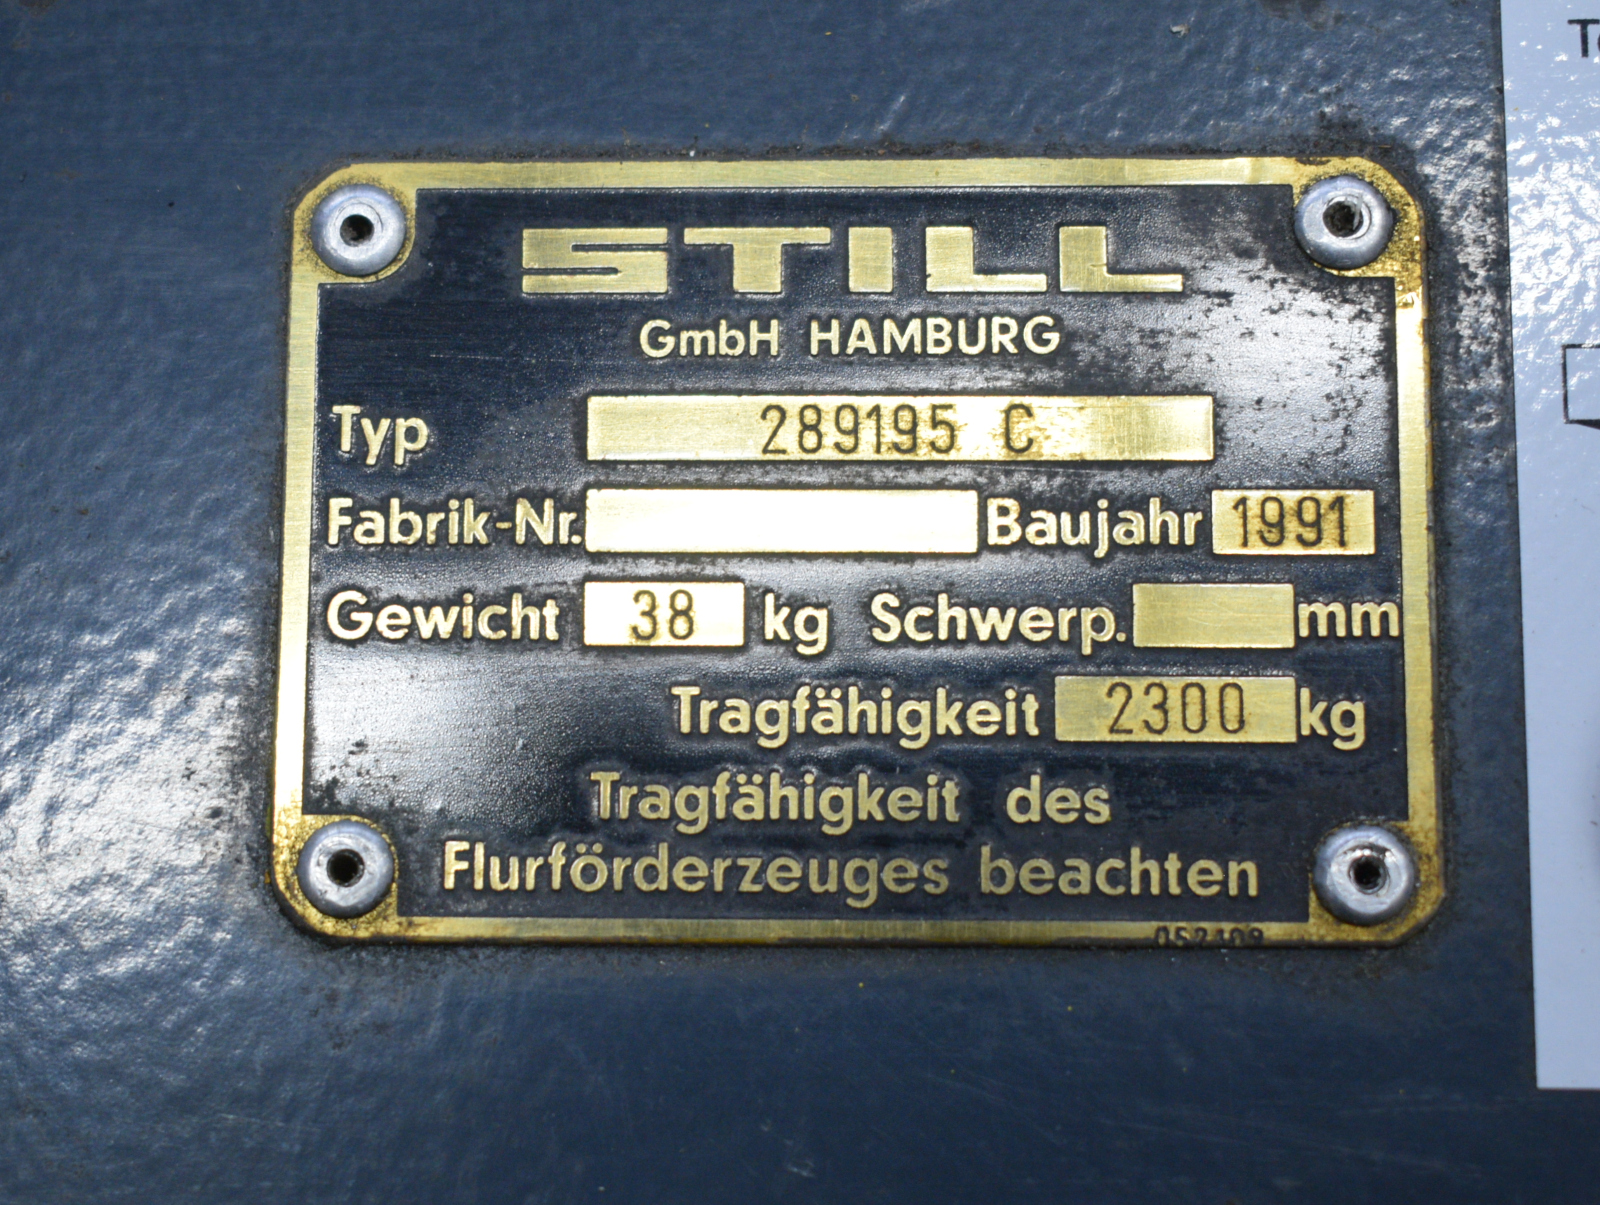 STILL
GmbH HAMBURG
Typ 289195 C
Fabrik-Nr. Baujahr 1991
Gewicht 38 kg Schwerp. mm
Tragfähigkeit 2300 kg
Tragfähigkeit des
Flurförderzeuges beachten